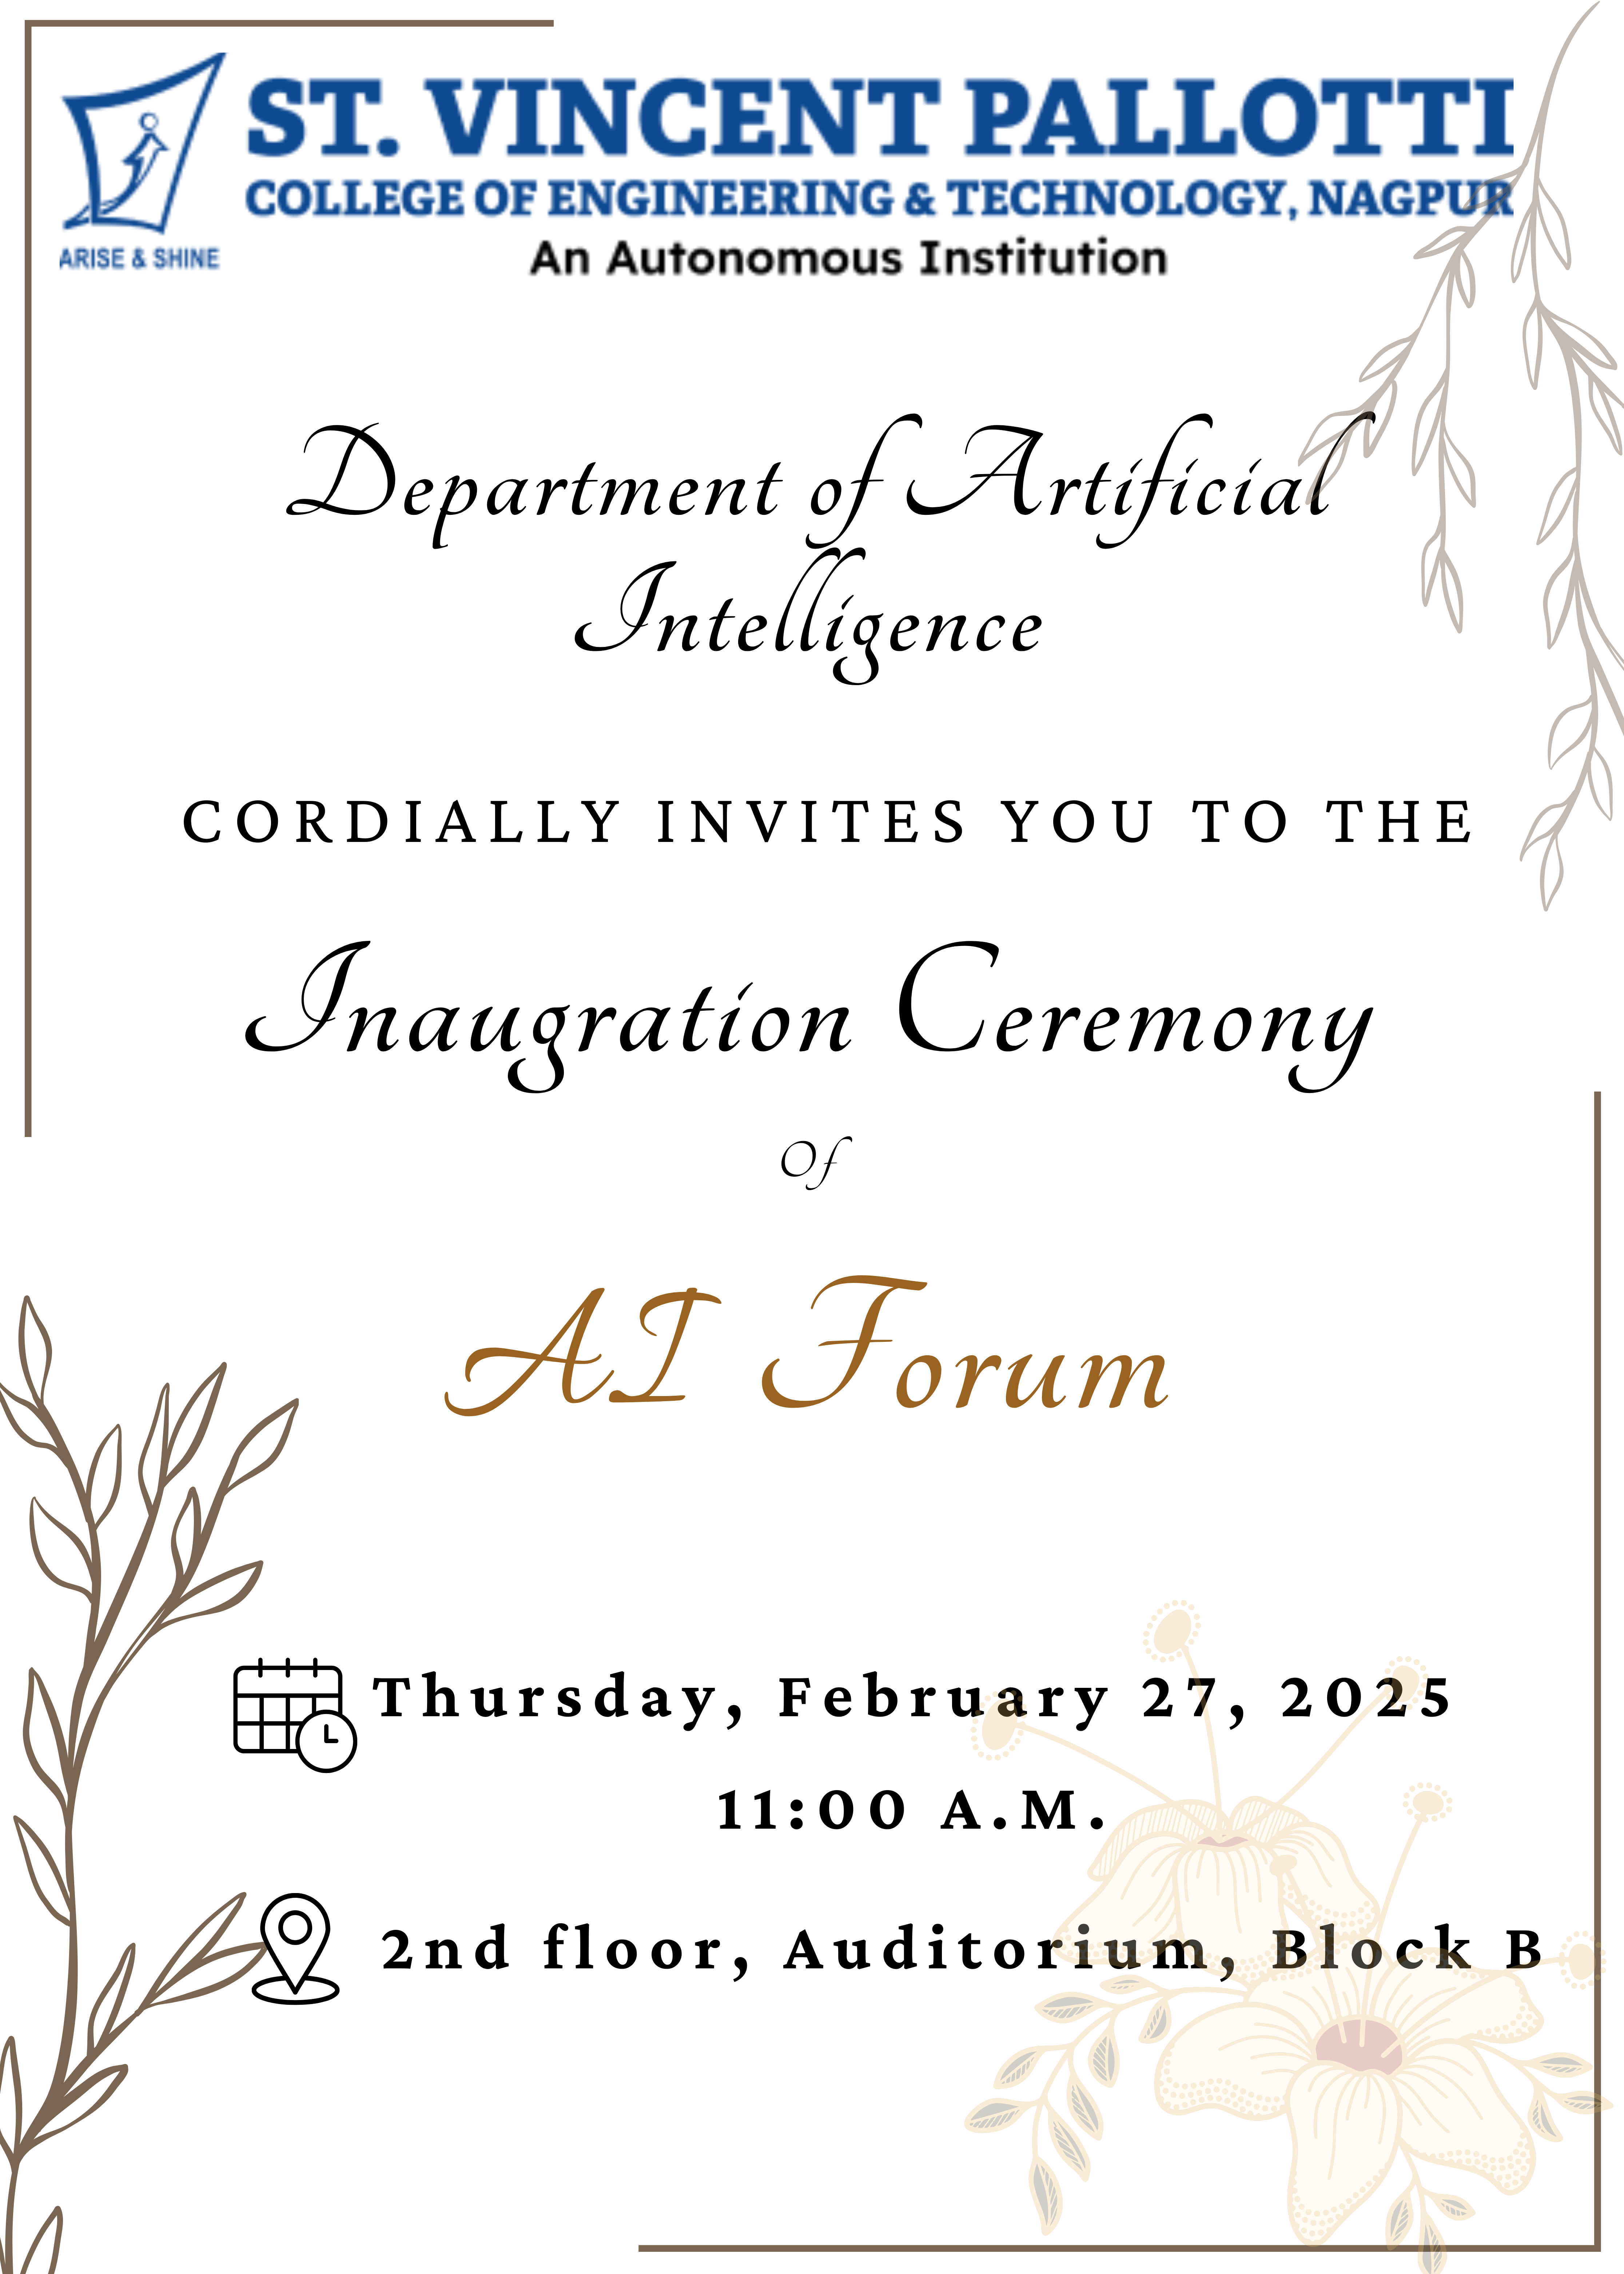 ST. VINCENT PALLOTTI
COLLEGE OF ENGINEERING & TECHNOLOGY, NAGPUR
ARISE & SHINE
An Autonomous Institution
Department of Artificial
Intelligence
CORDIALLY INVITES YOU TO THE
Inaugration Ceremony
Of
AI Forum
Thursday, February 27, 2025
11:00 A.M.
2nd floor, Auditorium, Block B